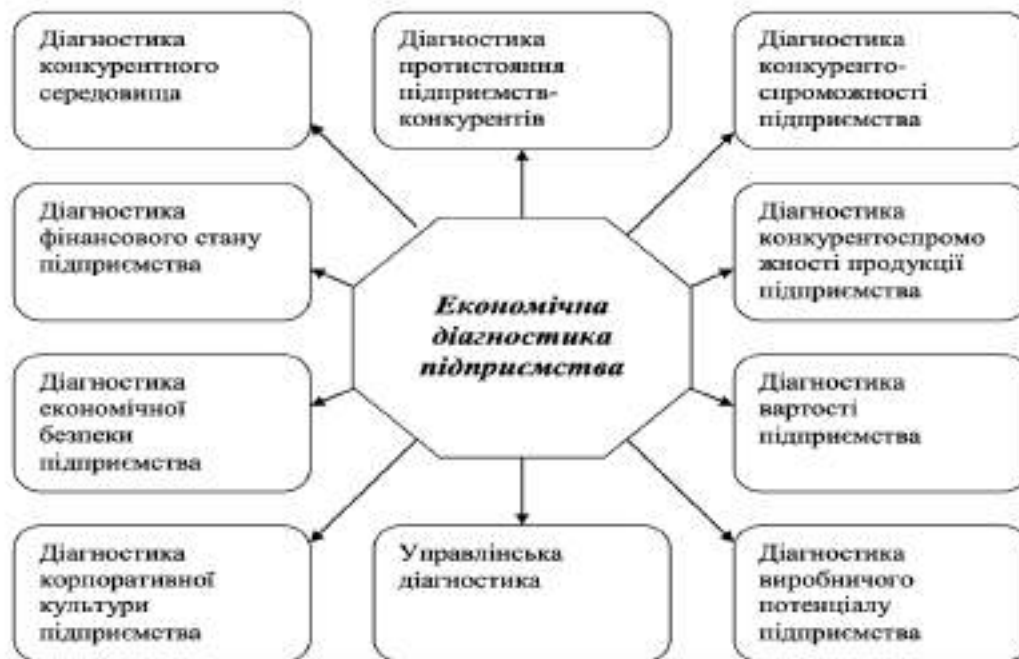 Діагностика
конкурентного
середовища
Діагностика
протистояння
підприємств-
конкурентів
Діагностика
конкуренто-
спроможності
підприємства
Діагностика
фінансового стану
підприємства
Економічна
діагностика
підприємства
Діагностика
конкурентоспромо
жності продукції
підприємства
Діагностика
економічної
безпеки
підприємства
Діагностика
вартості
підприємства
Діагностика
корпоративної
культури
підприємства
Управлінська
діагностика
Діагностика
виробничого
потенціалу
підприємства